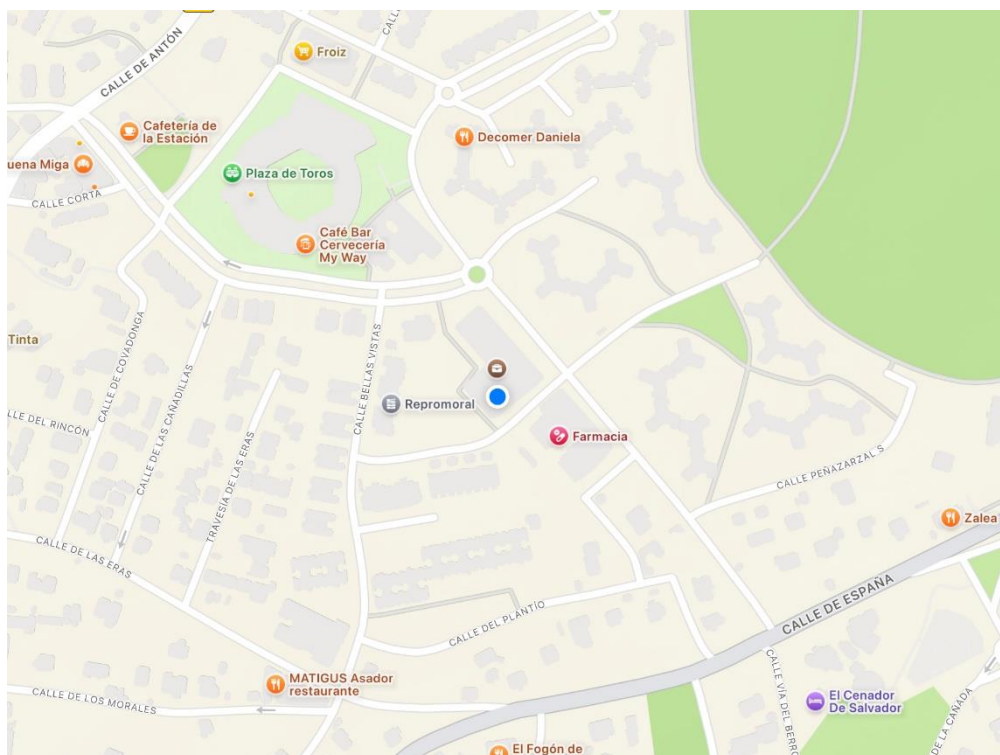 CALLE DE ANTÓN
Froiz
Cafetería de
la Estación
Decomer Daniela
uena Miga
Plaza de Toros
CALLE CORTA
Café Bar
Cervecería
My Way
Tinta
CALLE DE COVADONGA
CALLE DE LAS CAÑADILLAS
CALLE BELLAS VISTAS
Repromoral
LLE DEL RINCÓN
TRAVESÍA DE LAS ERAS
Farmacia
CALLE PEÑAZARZAL S
Zalea
CALLE DE LAS ERAS
CALLE DE ESPAÑA
CALLE DEL PLANTÍO
MATIGUS Asador
restaurante
CALLE DE LOS MORALES
CALLE VÍA DEL BERRO
El Cenador
De Salvador
DE LA CAÑADA
El Fogón de